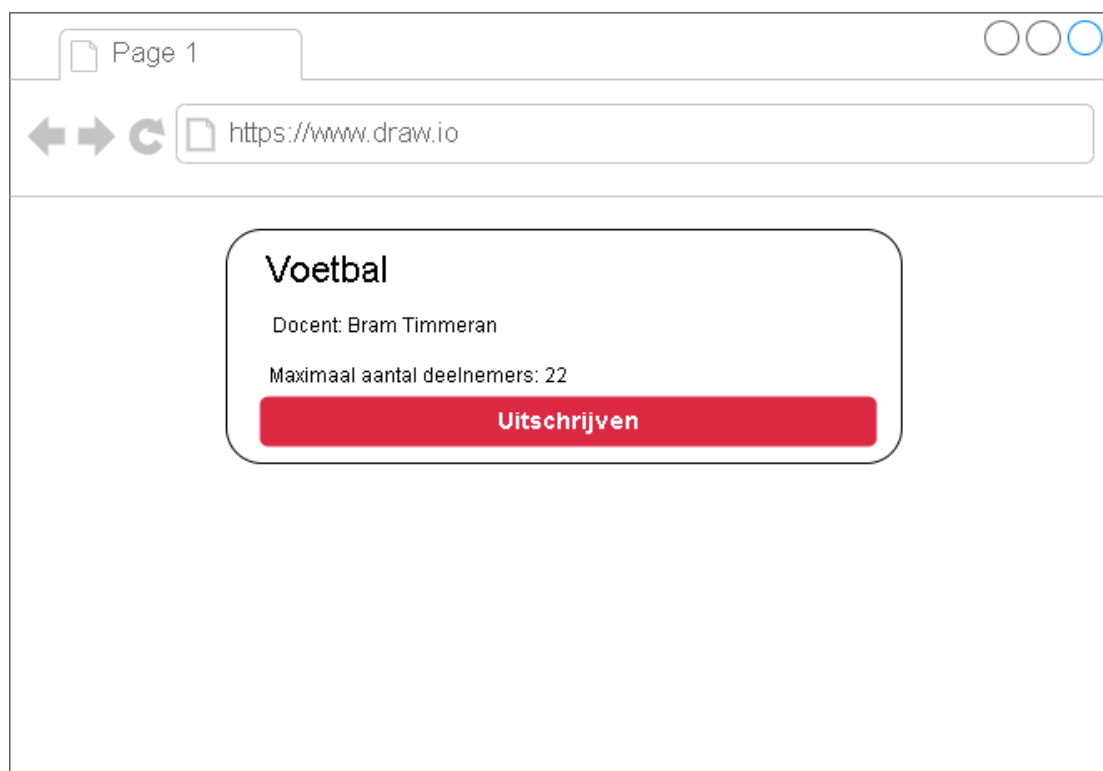 Page 1
https://www.draw.io
Voetbal
Docent: Bram Timmeran
Maximaal aantal deelnemers: 22
Uitschrijven